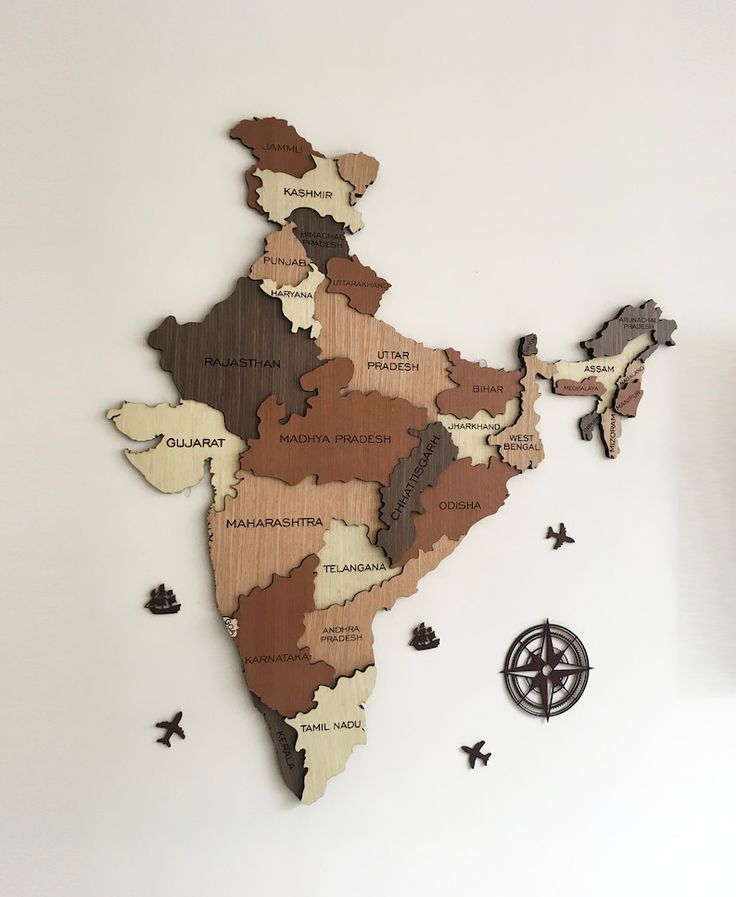 JAMMU
KASHMIR
HIMACHAL
PRADESH
PUNJAB
UTTARAKHAND
HARYANA
RAJASTHAN
UTTAR
PRADESH
BIHAR
ARUNACHAL
PRADESH
ASSAM
MEGHALAYA
NAGALAND
MANIPUR
MIZORAM
GUJARAT
MADHYA PRADESH
JHARKHAND
WEST
BENGAL
CHHATTISGARH
ODISHA
MAHARASHTRA
TELANGANA
ANDHRA
PRADESH
KARNATAKA
TAMIL NADU
KERALA